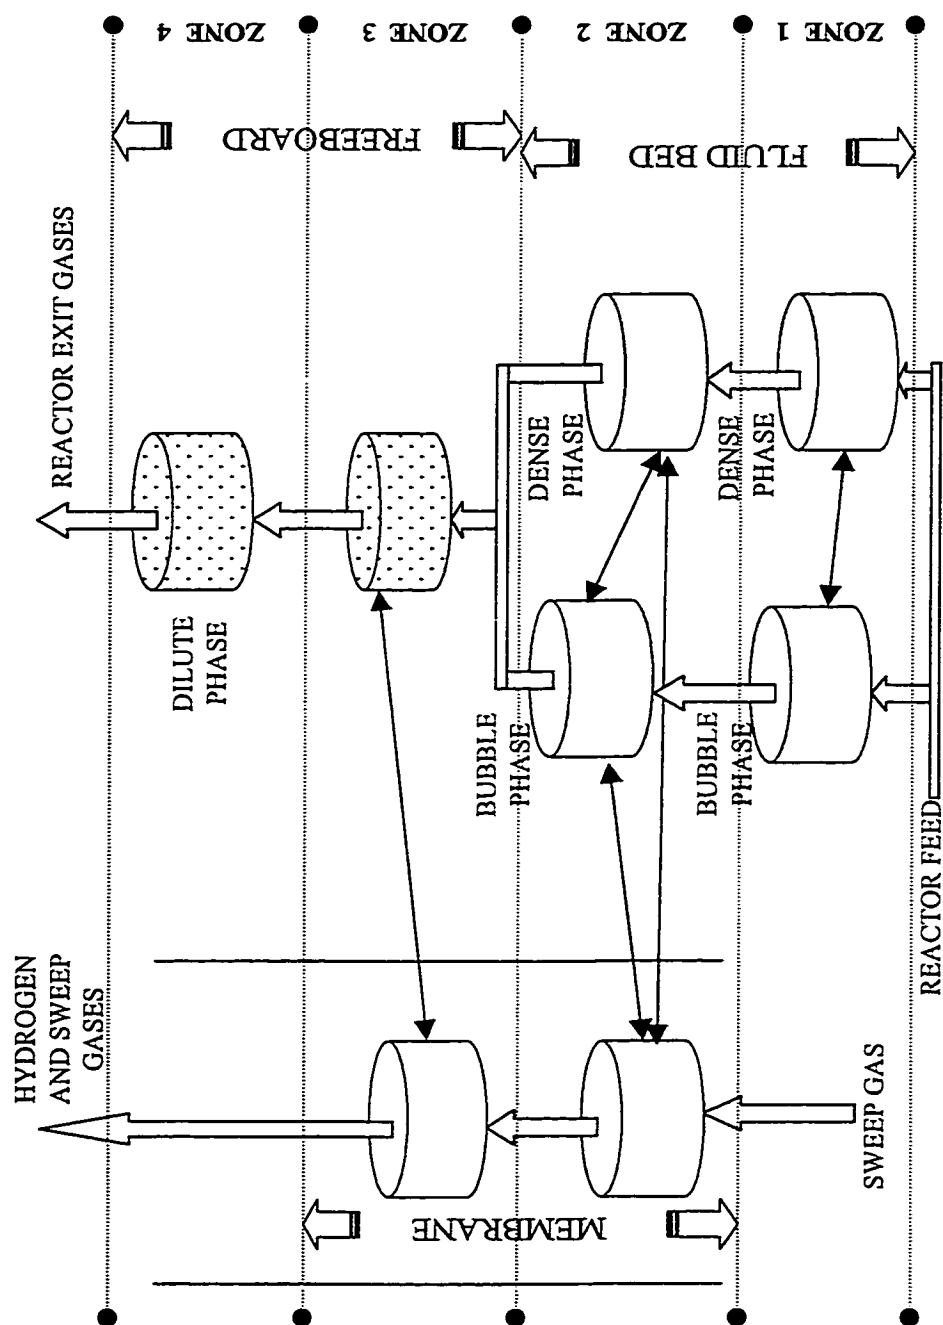 ZONE 4
ZONE 3
ZONE 2
ZONE 1
FREEBOARD
FLUID BED
REACTOR EXIT GASES
DILUTE
PHASE
DENSE
PHASE
DENSE
PHASE
BUBBLE
PHASE
BUBBLE
PHASE
REACTOR FEED
HYDROGEN
AND SWEEP
GASES
SWEEP GAS
MEMBRANE